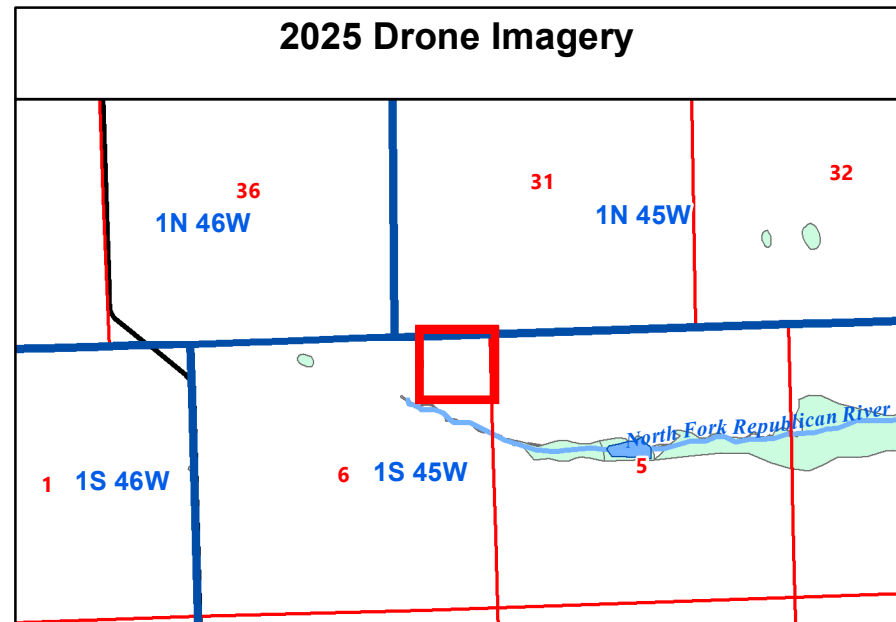 2025 Drone Imagery
36
31
32
1N 46W
1N 45W
North Fork Republican River
1
1S 46W
6
1S 45W
5